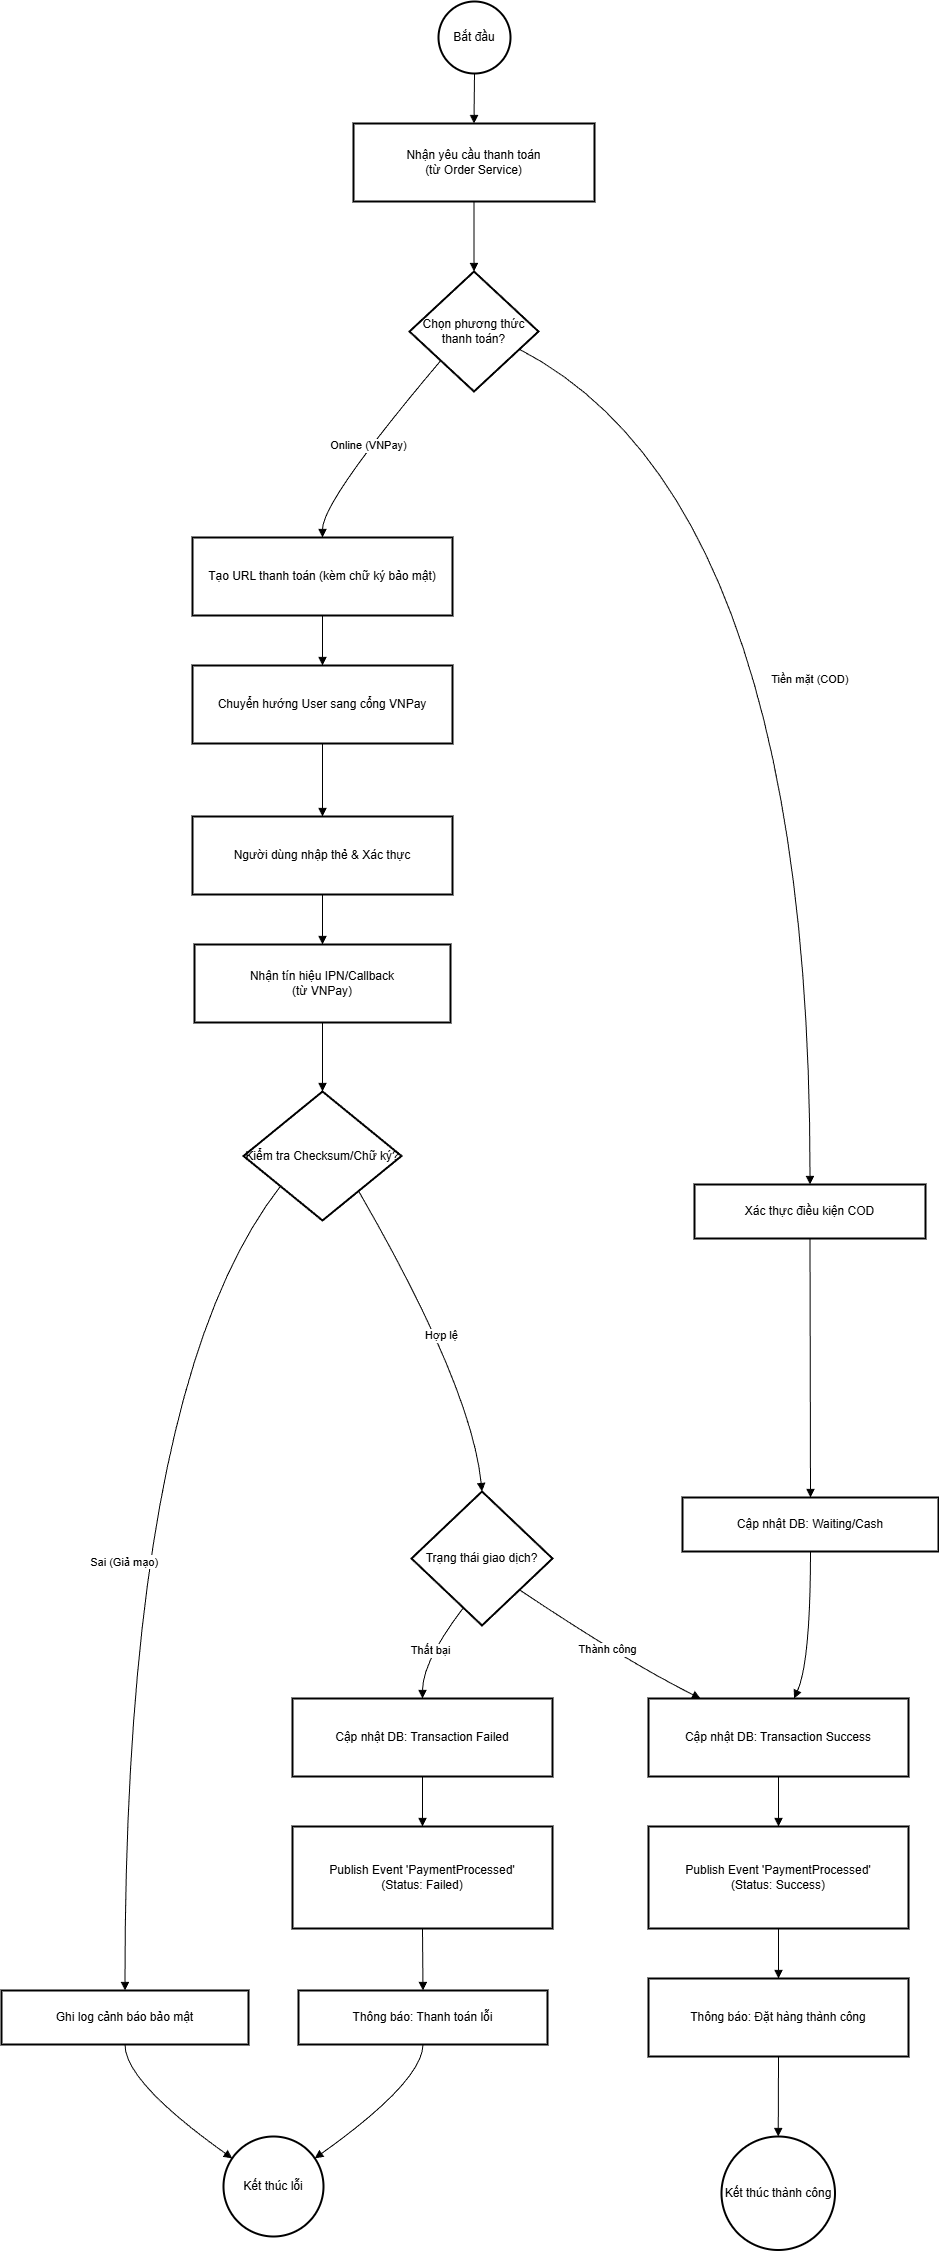 Bắt đầu
Nhận yêu cầu thanh toán
(từ Order Service)
Chọn phương thức
thanh toán?
Online (VNPay)
Tạo URL thanh toán (kèm chữ ký bảo mật)
Chuyển hướng User sang cổng VNPay
Tiền mặt (COD)
Người dùng nhập thẻ & Xác thực
Nhận tín hiệu IPN/Callback
(từ VNPay)
Kiểm tra Checksum/Chữ ký?
Xác thực điều kiện COD
Hợp lệ
Cập nhật DB: Waiting/Cash
Sai (Giả mạo)
Trạng thái giao dịch?
Thất bại
Thành công
Cập nhật DB: Transaction Failed
Cập nhật DB: Transaction Success
Publish Event 'PaymentProcessed'
(Status: Failed)
Publish Event 'PaymentProcessed'
(Status: Success)
Ghi log cảnh báo bảo mật
Thông báo: Thanh toán lỗi
Thông báo: Đặt hàng thành công
Kết thúc lỗi
Kết thúc thành công